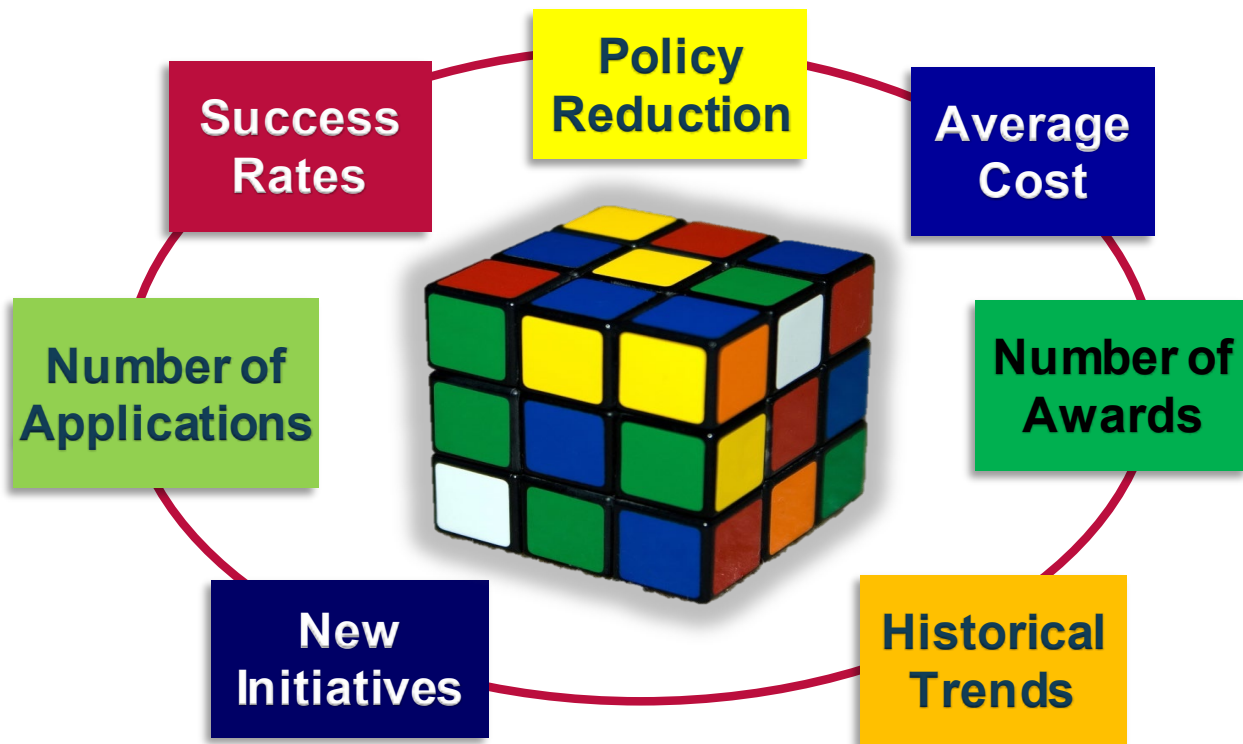 Policy
Reduction
Average
Cost
Number of
Awards
Historical
Trends
New
Initiatives
Number of
Applications
Success
Rates